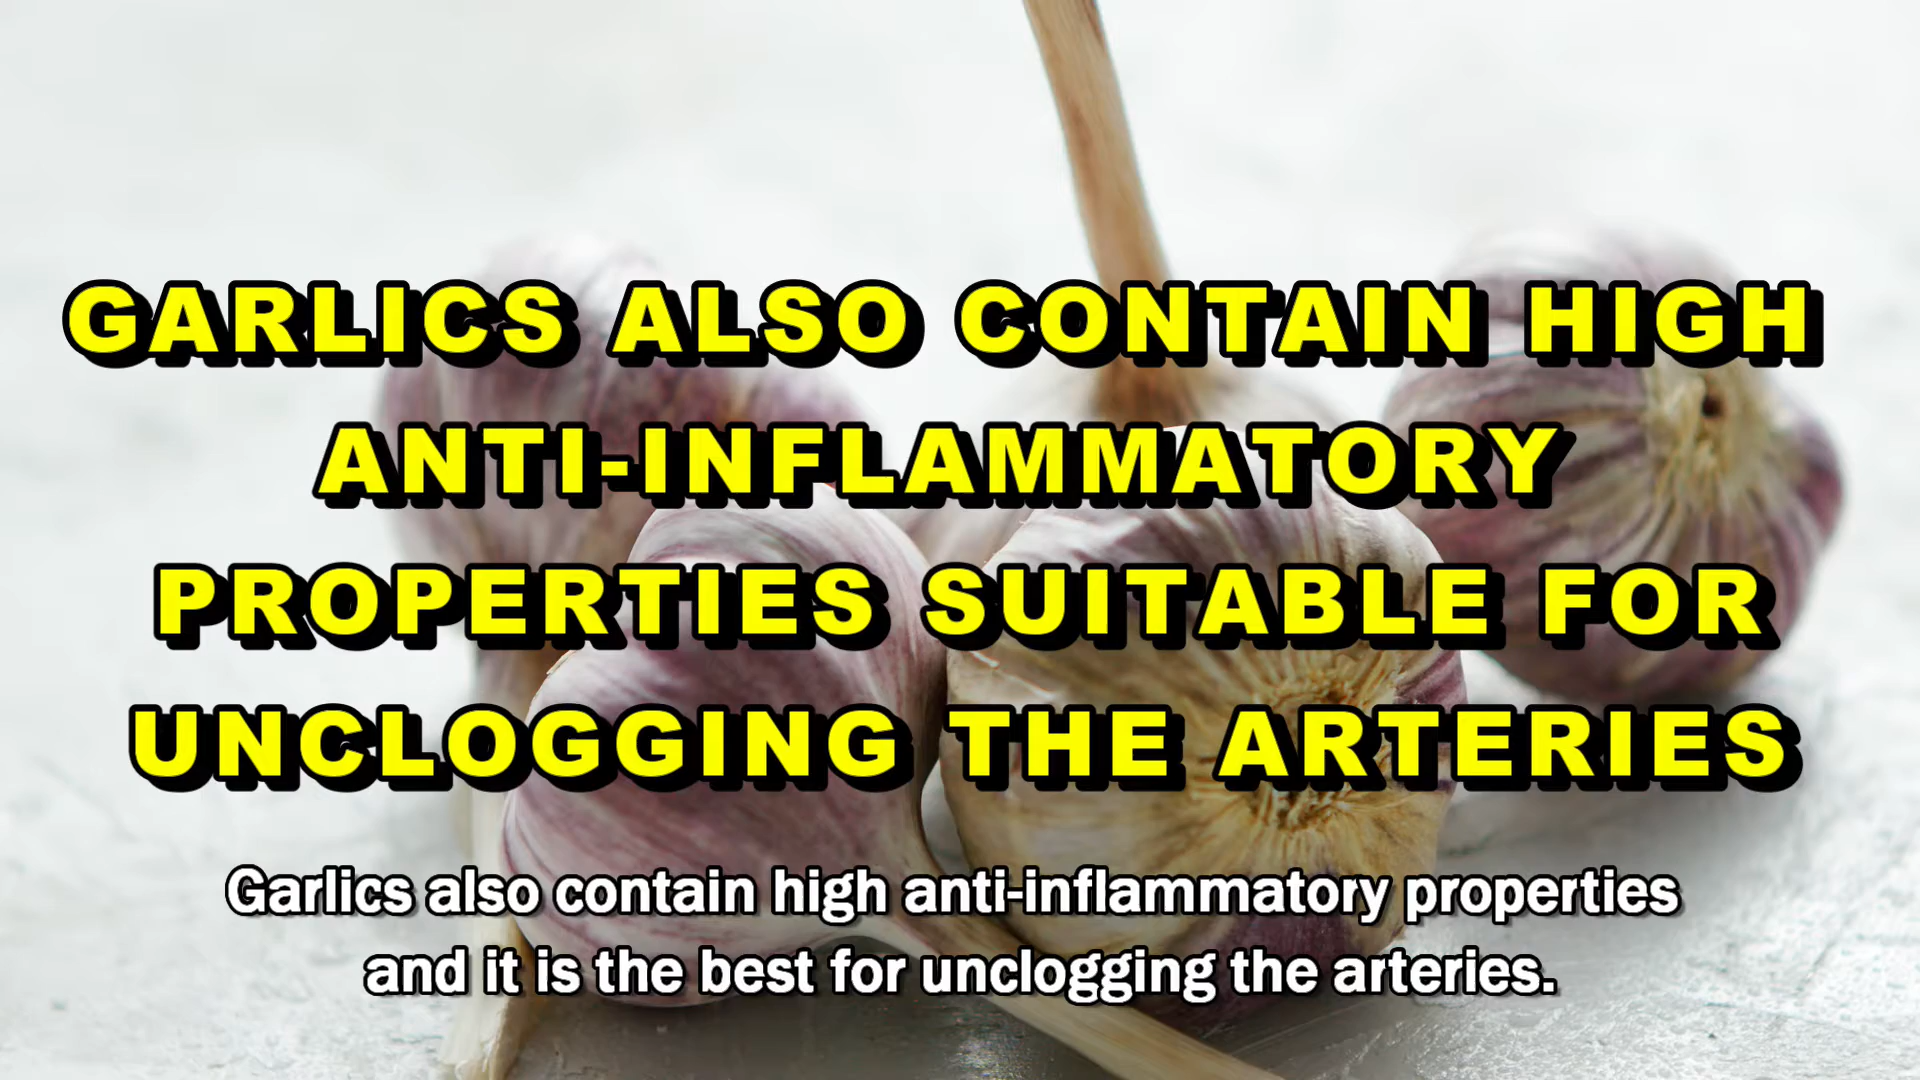 GARLICS ALSO CONTAIN HIGH
ANTI-INFLAMMATORY
PROPERTIES SUITABLE FOR
UNCLOGGING THE ARTERIES
Garlics also contain high anti-inflammatory properties
and it is the best for unclogging the arteries.